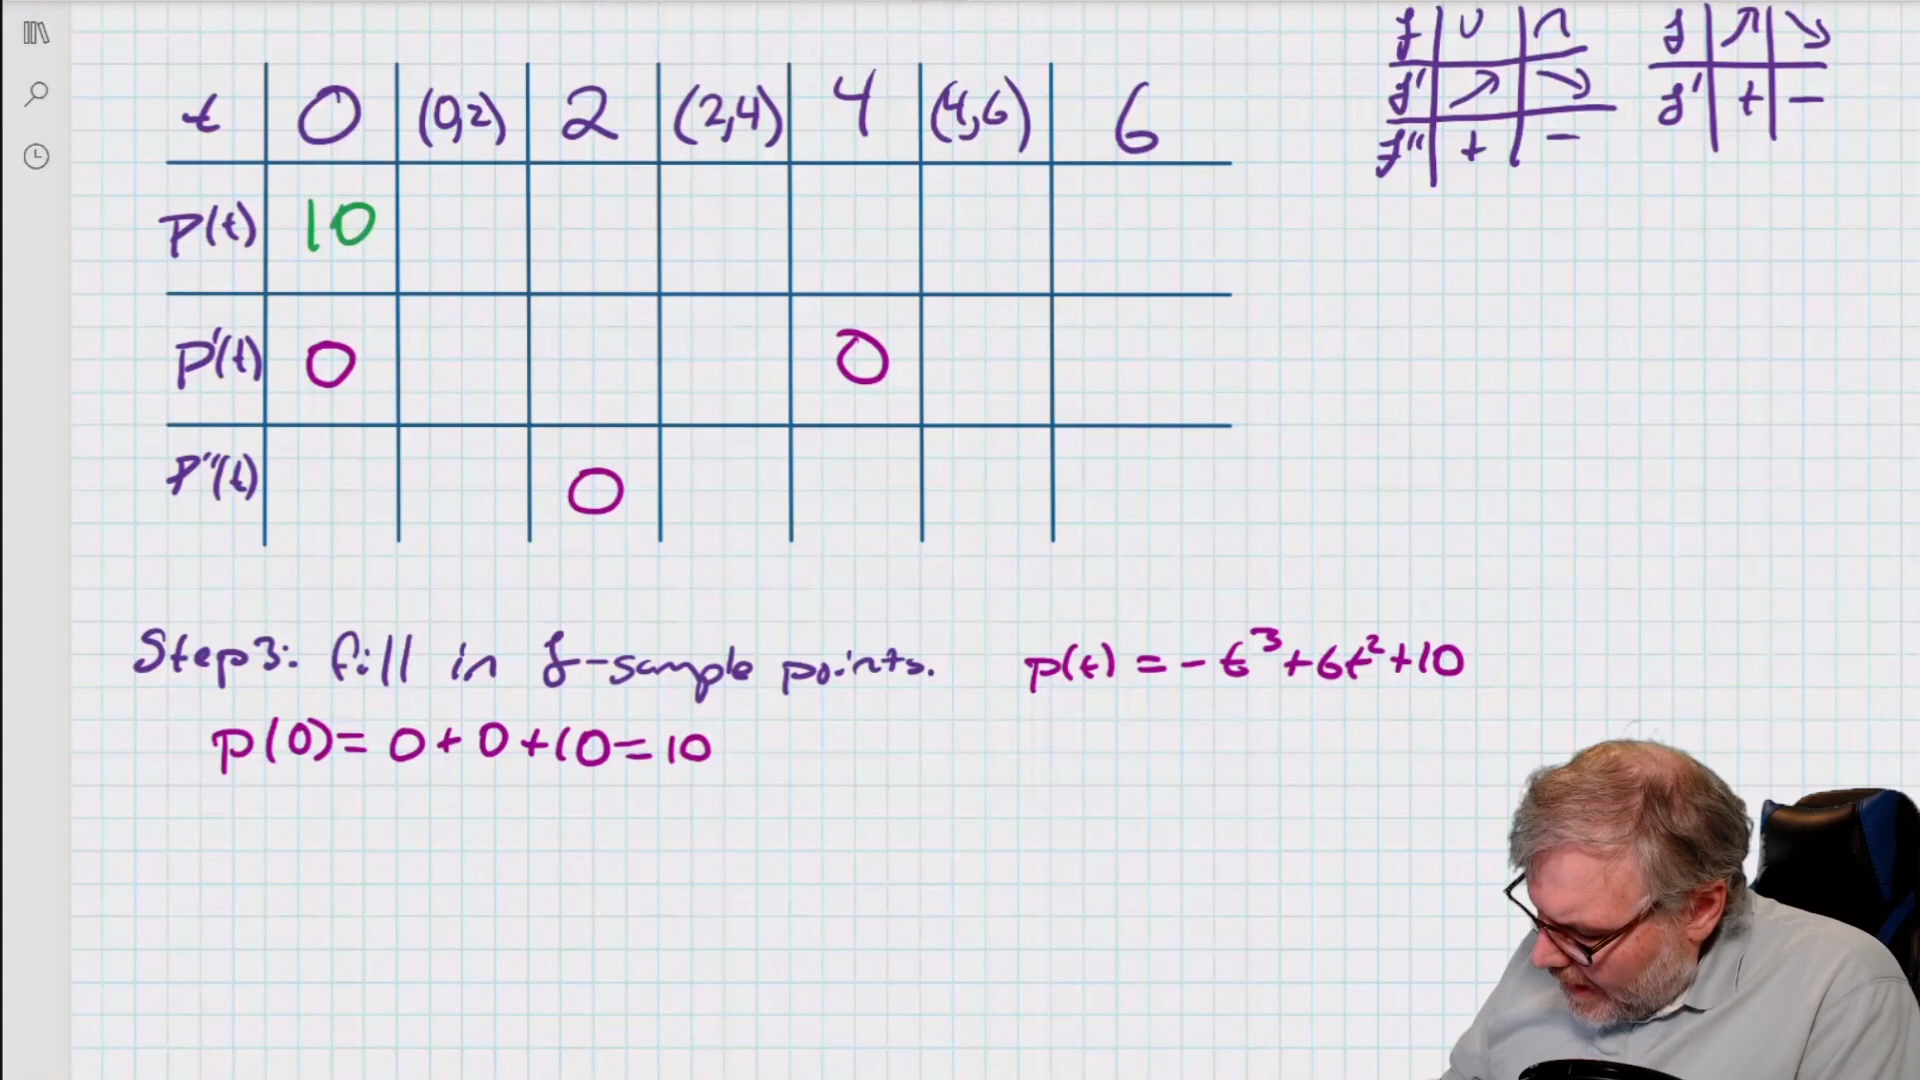 t 0 (0,2) 2 (2,4) 4 (4,6) 6
p(t) 10
p'(t) 0 0
p''(t) 0
f ∪ ∩
f' ↗ ↘
f'' + −
f ↗ ↘
f' + −
Step 3: fill in f-sample points. p(t) = -t³+6t²+10
p(0)= 0+0+10=10